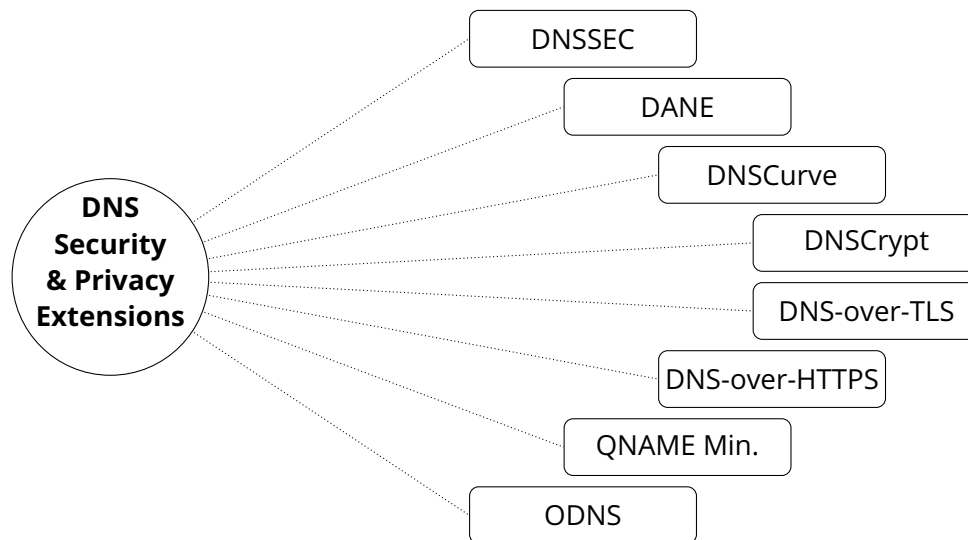 DNSSEC
DANE
DNSCurve
DNSCrypt
DNS-over-TLS
DNS-over-HTTPS
QNAME Min.
ODNS
DNS
Security
& Privacy
Extensions